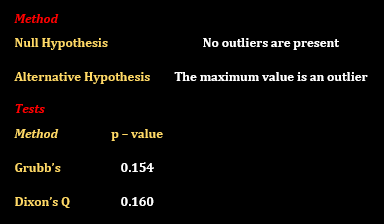 Method
Null Hypothesis No outliers are present
Alternative Hypothesis The maximum value is an outlier
Tests
Method p – value
Grubb's 0.154
Dixon's Q 0.160